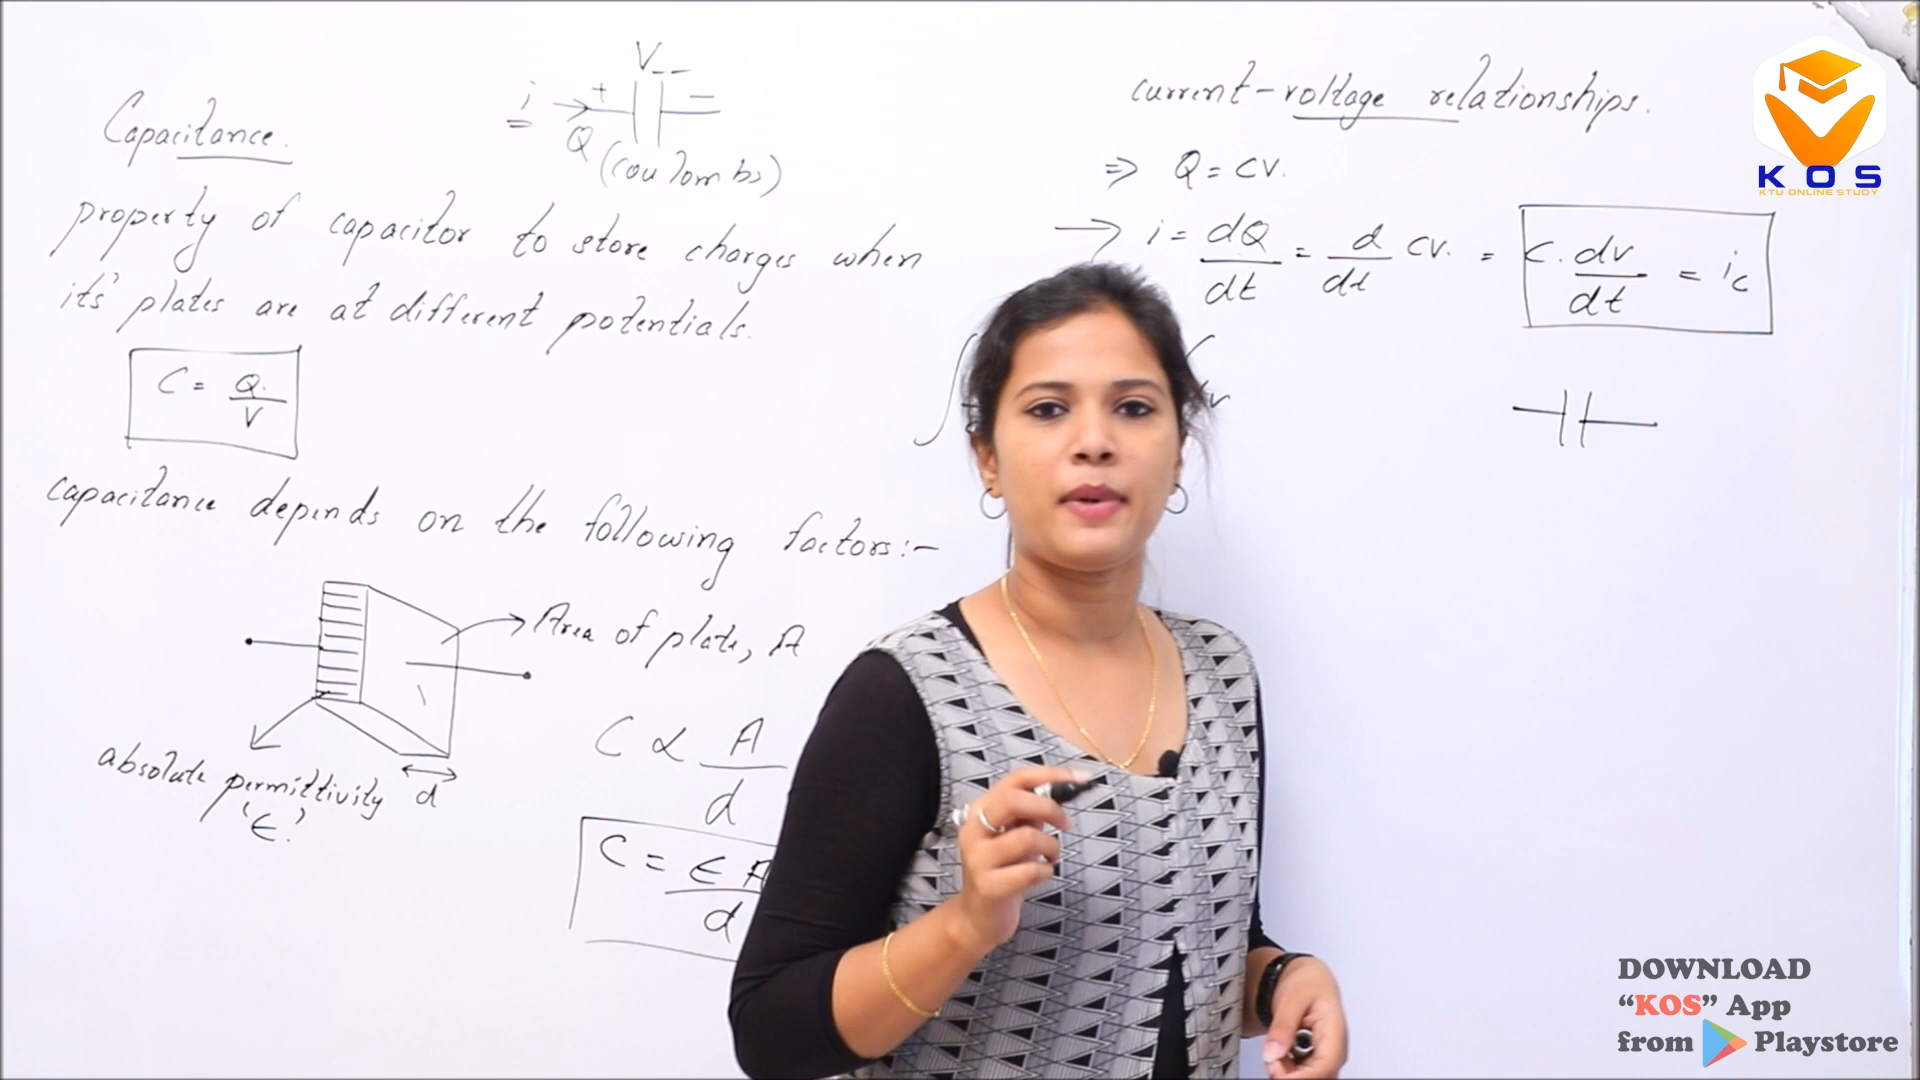 Capacitance.
V
i + −
Q (coulombs)
property of capacitor to store charges when
its' plates are at different potentials.
C = Q / V
capacitance depends on the following factors:-
Area of plate, A
absolute permittivity
'ε'.
d
C ∝ A / d
C = ε A / d
current-voltage relationships.
⇒ Q = CV.
→ i = dQ/dt = d/dt CV. = C. dv/dt = ic
∫
KOS
KTU ONLINE STUDY
DOWNLOAD
“KOS” App
from Playstore